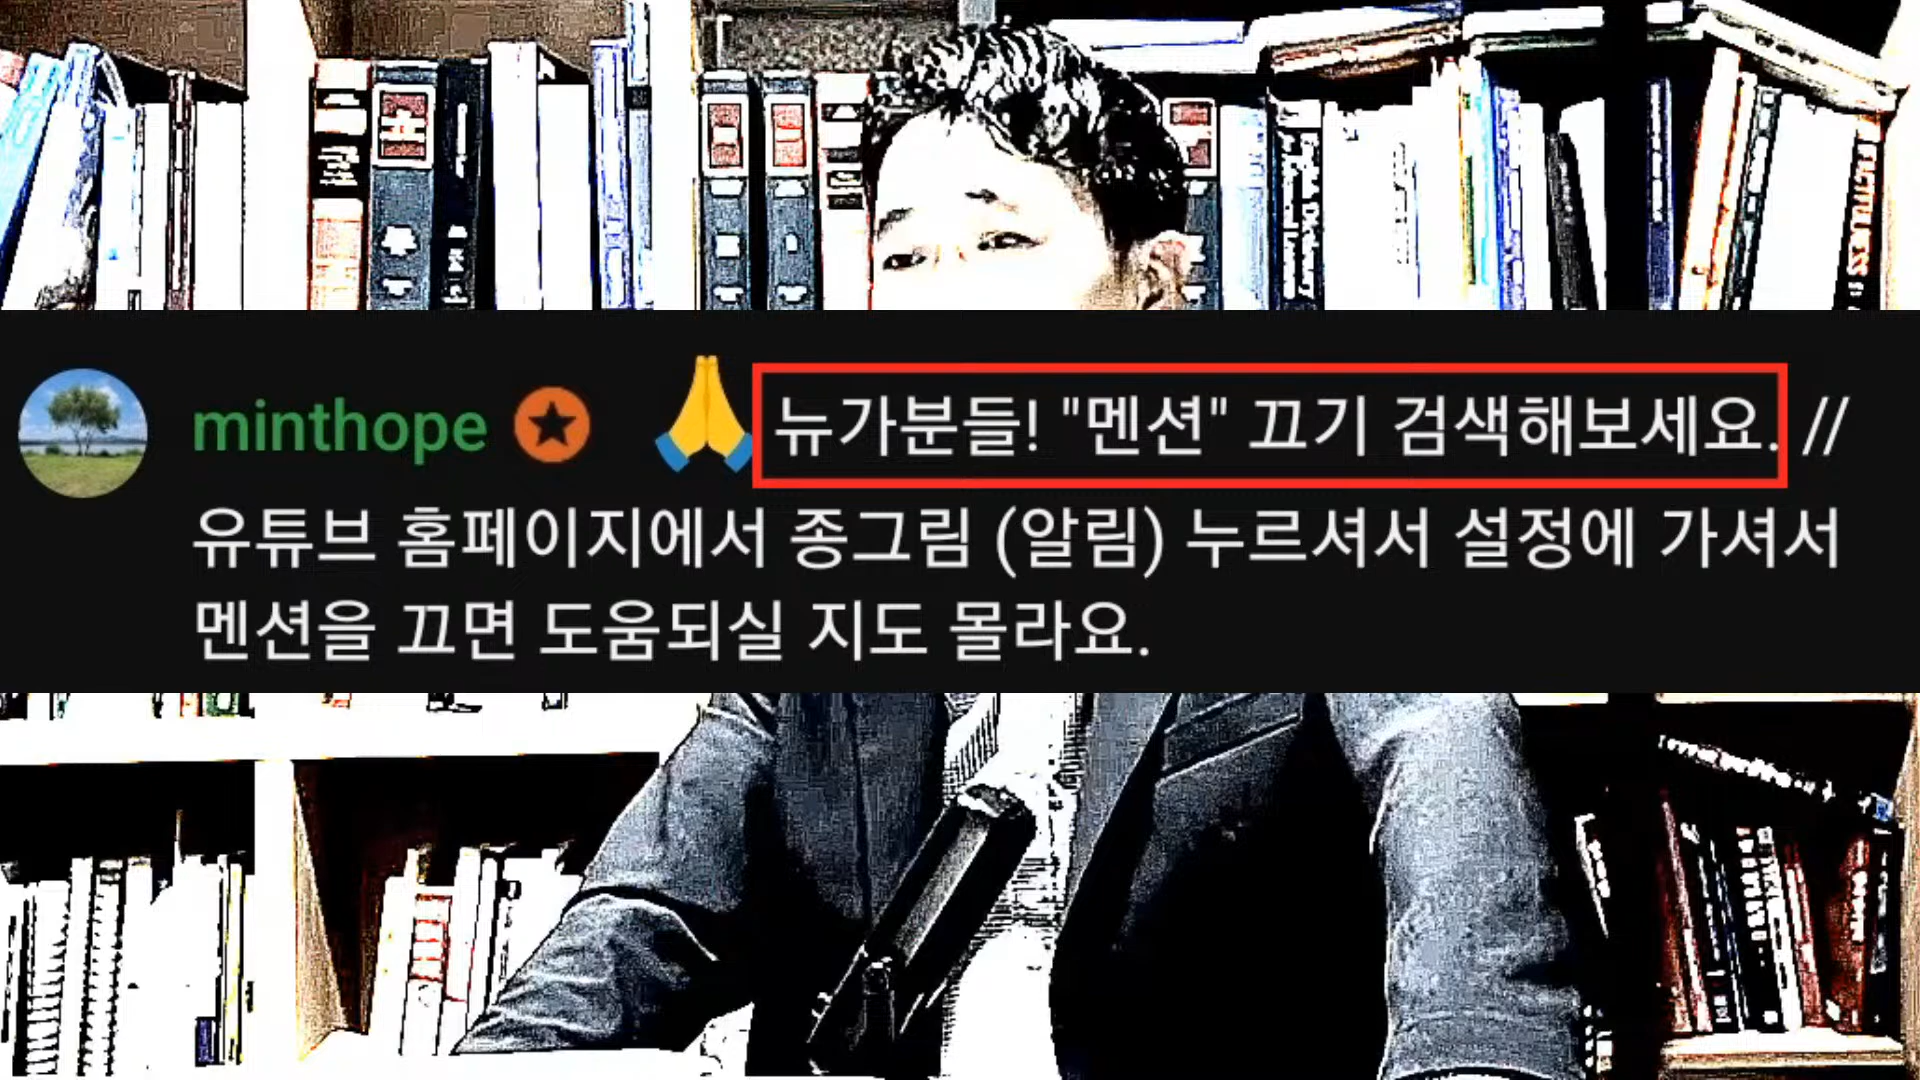 minthope 🙏뉴가분들! "멘션" 끄기 검색해보세요. //
유튜브 홈페이지에서 종그림 (알림) 누르셔서 설정에 가셔서
멘션을 끄면 도움되실 지도 몰라요.